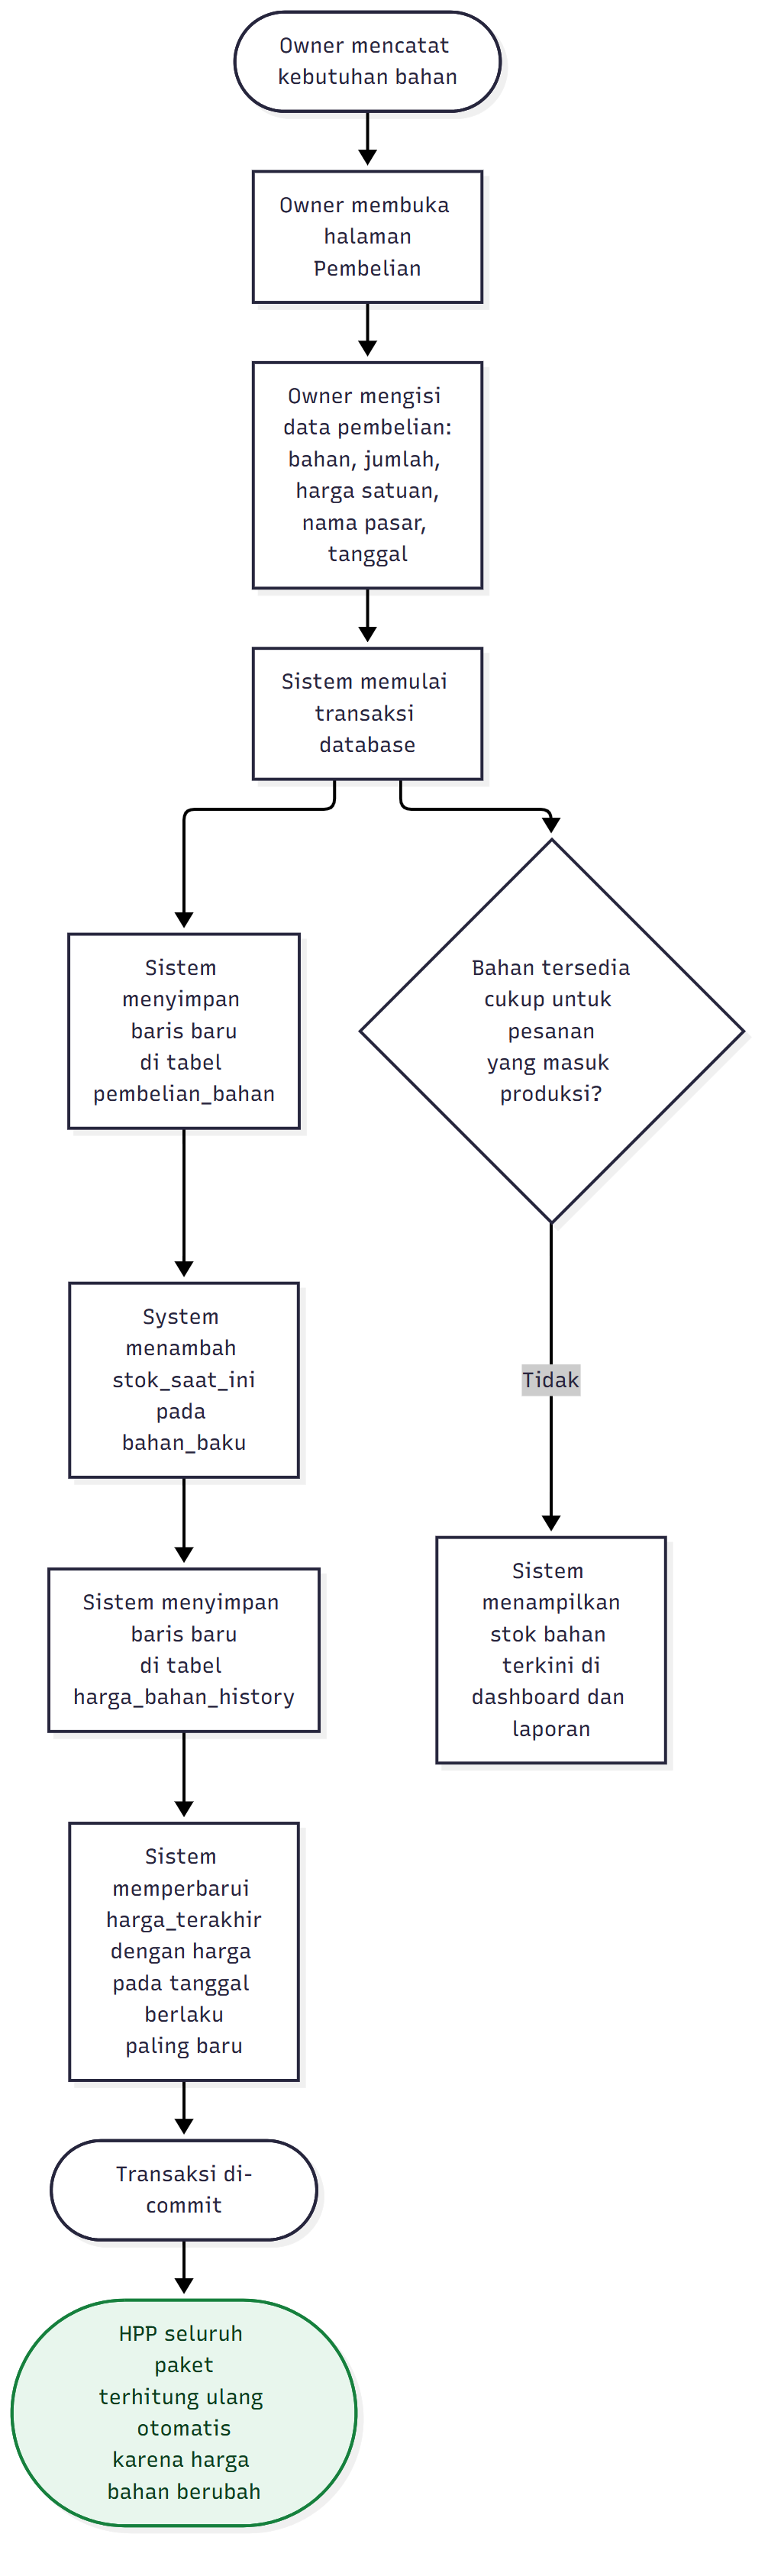 Owner mencatat
kebutuhan bahan
Owner membuka
halaman
Pembelian
Owner mengisi
data pembelian:
bahan, jumlah,
harga satuan,
nama pasar,
tanggal
Sistem memulai
transaksi
database
Sistem
menyimpan
baris baru
di tabel
pembelian_bahan
Bahan tersedia
cukup untuk
pesanan
yang masuk
produksi?
System
menambah
stok_saat_ini
pada
bahan_baku
Tidak
Sistem menyimpan
baris baru
di tabel
harga_bahan_history
Sistem
menampilkan
stok bahan
terkini di
dashboard dan
laporan
Sistem
memperbarui
harga_terakhir
dengan harga
pada tanggal
berlaku
paling baru
Transaksi di-
commit
HPP seluruh
paket
terhitung ulang
otomatis
karena harga
bahan berubah